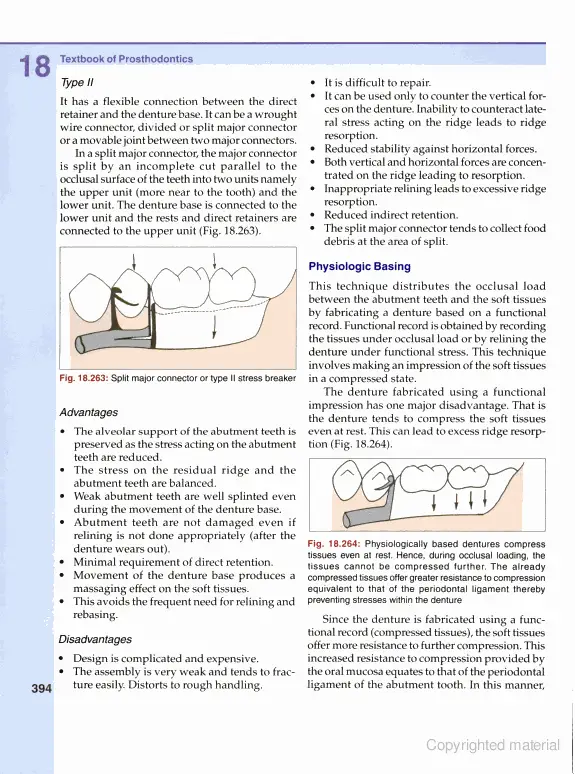 18
Textbook of Prosthodontics
Type II
It has a flexible connection between the direct
retainer and the denture base. It can be a wrought
wire connector, divided or split major connector
or a movable joint between two major connectors.
In a split major connector, the major connector
is split by an incomplete cut parallel to the
occlusal surface of the teeth into two units namely
the upper unit (more near to the tooth) and the
lower unit. The denture base is connected to the
lower unit and the rests and direct retainers are
connected to the upper unit (Fig. 18.263).
Fig. 18.263: Split major connector or type II stress breaker
Advantages
• The alveolar support of the abutment teeth is
preserved as the stress acting on the abutment
teeth are reduced.
• The stress on the residual ridge and the
abutment teeth are balanced.
• Weak abutment teeth are well splinted even
during the movement of the denture base.
• Abutment teeth are not damaged even if
relining is not done appropriately (after the
denture wears out).
• Minimal requirement of direct retention.
• Movement of the denture base produces a
massaging effect on the soft tissues.
• This avoids the frequent need for relining and
rebasing.
Disadvantages
• Design is complicated and expensive.
• The assembly is very weak and tends to frac-
ture easily. Distorts to rough handling.
394
• It is difficult to repair.
• It can be used only to counter the vertical for-
ces on the denture. Inability to counteract late-
ral stress acting on the ridge leads to ridge
resorption.
• Reduced stability against horizontal forces.
• Both vertical and horizontal forces are concen-
trated on the ridge leading to resorption.
• Inappropriate relining leads to excessive ridge
resorption.
• Reduced indirect retention.
• The split major connector tends to collect food
debris at the area of split.
Physiologic Basing
This technique distributes the occlusal load
between the abutment teeth and the soft tissues
by fabricating a denture based on a functional
record. Functional record is obtained by recording
the tissues under occlusal load or by relining the
denture under functional stress. This technique
involves making an impression of the soft tissues
in a compressed state.
The denture fabricated using a functional
impression has one major disadvantage. That is
the denture tends to compress the soft tissues
even at rest. This can lead to excess ridge resorp-
tion (Fig. 18.264).
Fig. 18.264: Physiologically based dentures compress
tissues even at rest. Hence, during occlusal loading, the
tissues cannot be compressed further. The already
compressed tissues offer greater resistance to compression
equivalent to that of the periodontal ligament thereby
preventing stresses within the denture
Since the denture is fabricated using a func-
tional record (compressed tissues), the soft tissues
offer more resistance to further compression. This
increased resistance to compression provided by
the oral mucosa equates to that of the periodontal
ligament of the abutment tooth. In this manner,
Copyrighted material